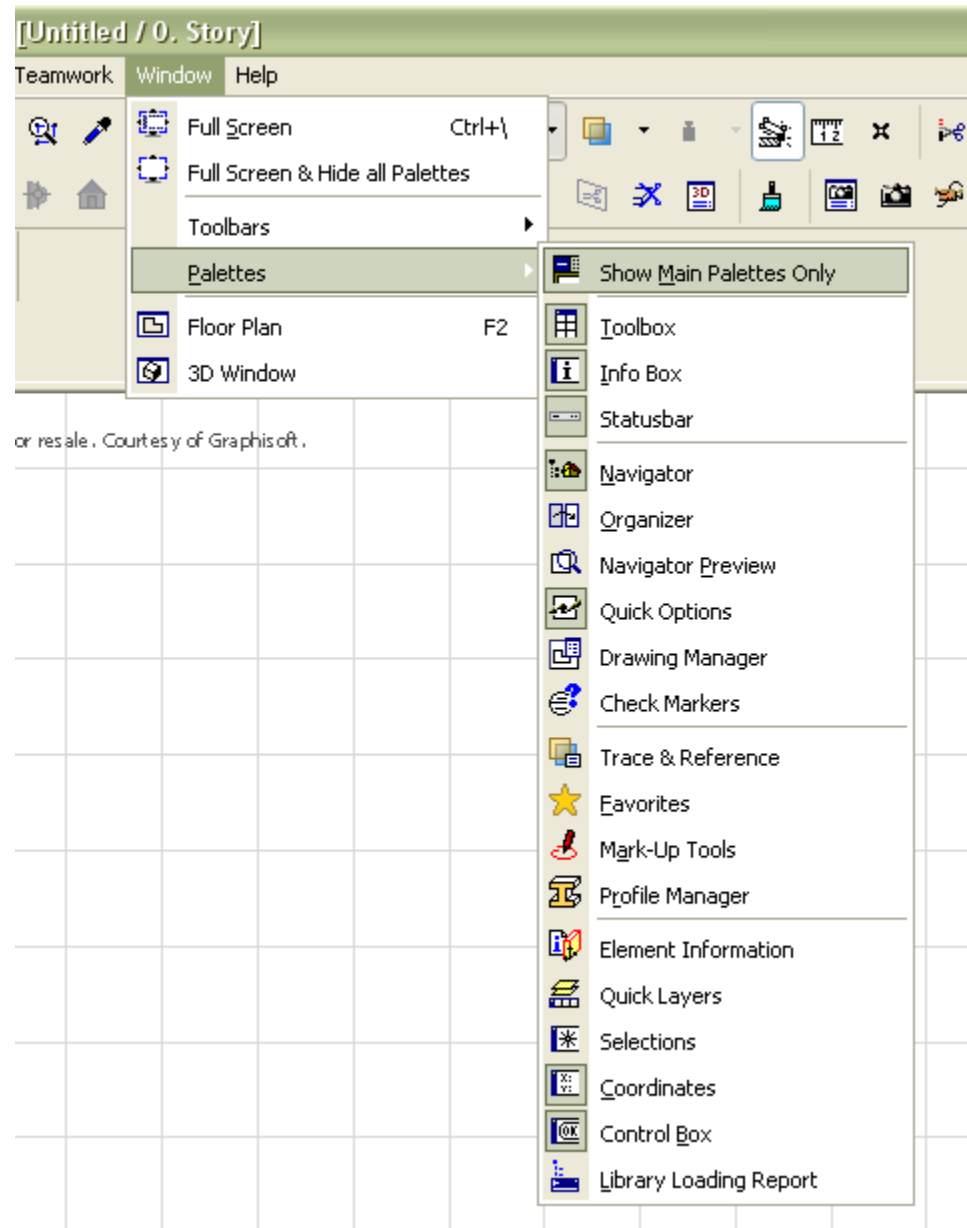 [Untitled / 0. Story]
Teamwork Window Help
Full Screen Ctrl+\
Full Screen & Hide all Palettes
Toolbars
Palettes
Floor Plan F2
3D Window
Show Main Palettes Only
Toolbox
Info Box
Statusbar
Navigator
Organizer
Navigator Preview
Quick Options
Drawing Manager
Check Markers
Trace & Reference
Favorites
Mark-Up Tools
Profile Manager
Element Information
Quick Layers
Selections
Coordinates
Control Box
Library Loading Report
or resale. Courtesy of Graphisoft.